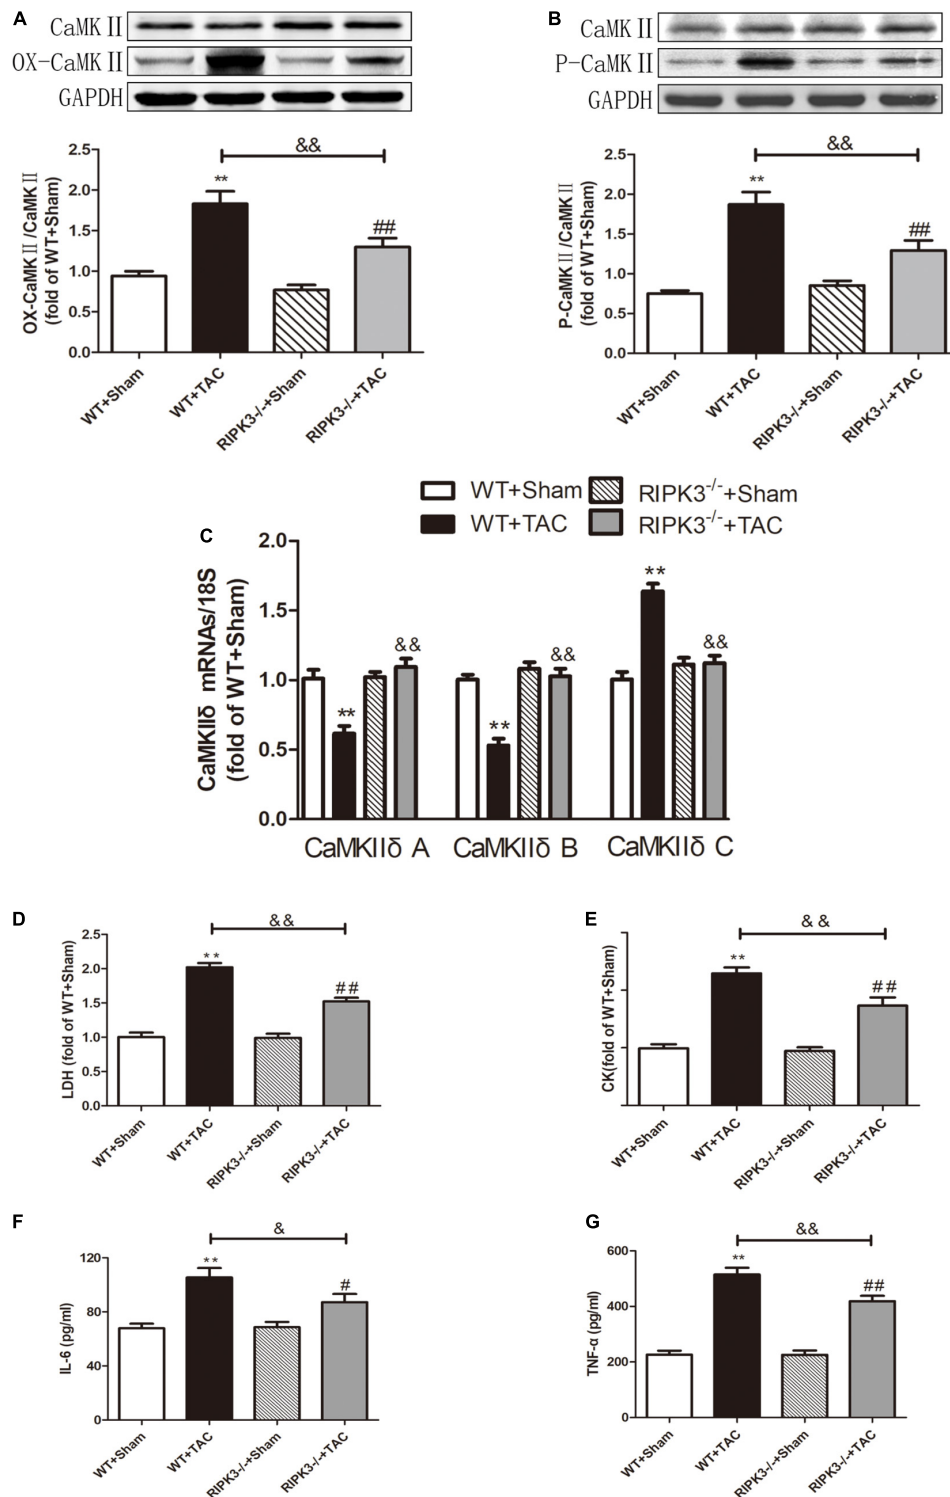 A
CaMK Ⅱ
OX-CaMK Ⅱ
GAPDH
&&
2.5
2.0
1.5
1.0
0.5
0.0
**
##
OX-CaMKⅡ/CaMKⅡ
(fold of WT+Sham)
WT+Sham
WT+TAC
RIPK3-/-+Sham
RIPK3-/-+TAC
B
CaMK Ⅱ
P-CaMK Ⅱ
GAPDH
&&
2.5
2.0
1.5
1.0
0.5
0.0
**
##
P-CaMKⅡ/CaMKⅡ
(fold of WT+Sham)
WT+Sham
WT+TAC
RIPK3-/-+Sham
RIPK3-/-+TAC
WT+Sham
RIPK3-/-+Sham
WT+TAC
RIPK3-/-+TAC
C
2.0
1.5
1.0
0.5
0.0
CaMKIIδ mRNAs/18S
(fold of WT+Sham)
**
&&
**
&&
**
&&
CaMKIIδ A
CaMKIIδ B
CaMKIIδ C
D
&&
2.5
2.0
1.5
1.0
0.5
0.0
**
##
LDH (fold of WT+Sham)
WT+Sham
WT+TAC
RIPK3-/-+Sham
RIPK3-/-+TAC
E
&&
**
##
CK(fold of WT+Sham)
WT+Sham
WT+TAC
RIPK3-/-+Sham
RIPK3-/-+TAC
F
&
120
80
40
0
**
#
IL-6 (pg/ml)
WT+Sham
WT+TAC
RIPK3-/-+Sham
RIPK3-/-+TAC
G
&&
600
400
200
0
**
##
TNF-α (pg/ml)
WT+Sham
WT+TAC
RIPK3-/-+Sham
RIPK3-/-+TAC